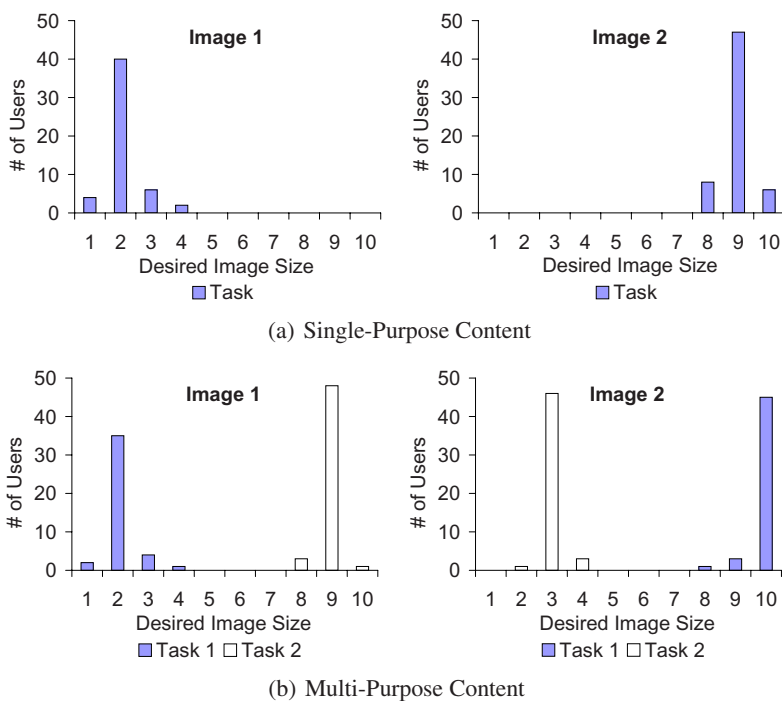 Image 1
# of Users
50
40
30
20
10
0
1 2 3 4 5 6 7 8 9 10
Desired Image Size
Task
Image 2
# of Users
50
40
30
20
10
0
1 2 3 4 5 6 7 8 9 10
Desired Image Size
Task
(a) Single-Purpose Content
Image 1
# of Users
50
40
30
20
10
0
1 2 3 4 5 6 7 8 9 10
Desired Image Size
Task 1 Task 2
Image 2
# of Users
50
40
30
20
10
0
1 2 3 4 5 6 7 8 9 10
Desired Image Size
Task 1 Task 2
(b) Multi-Purpose Content